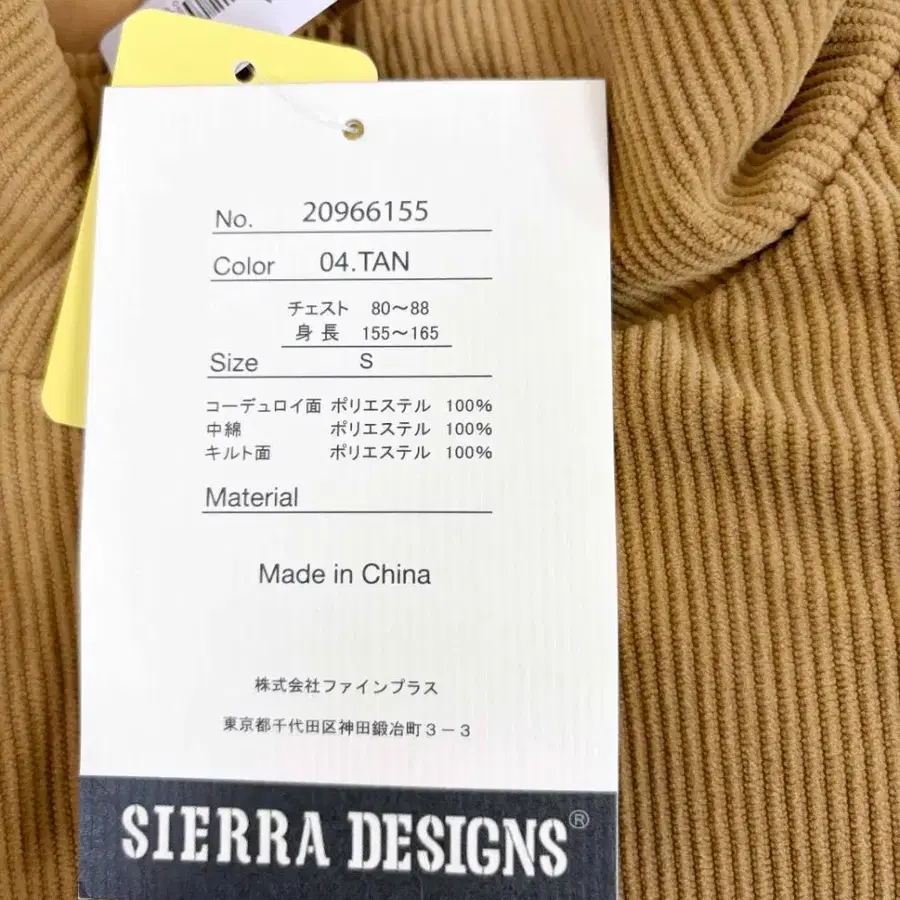 No. 20966155
Color 04.TAN
チェスト 80～88
身長 155～165
Size S
コーデュロイ面 ポリエステル 100%
中綿 ポリエステル 100%
キルト面 ポリエステル 100%
Material
Made in China
株式会社ファインプラス
東京都千代田区神田鍛冶町３－３
SIERRA DESIGNS®